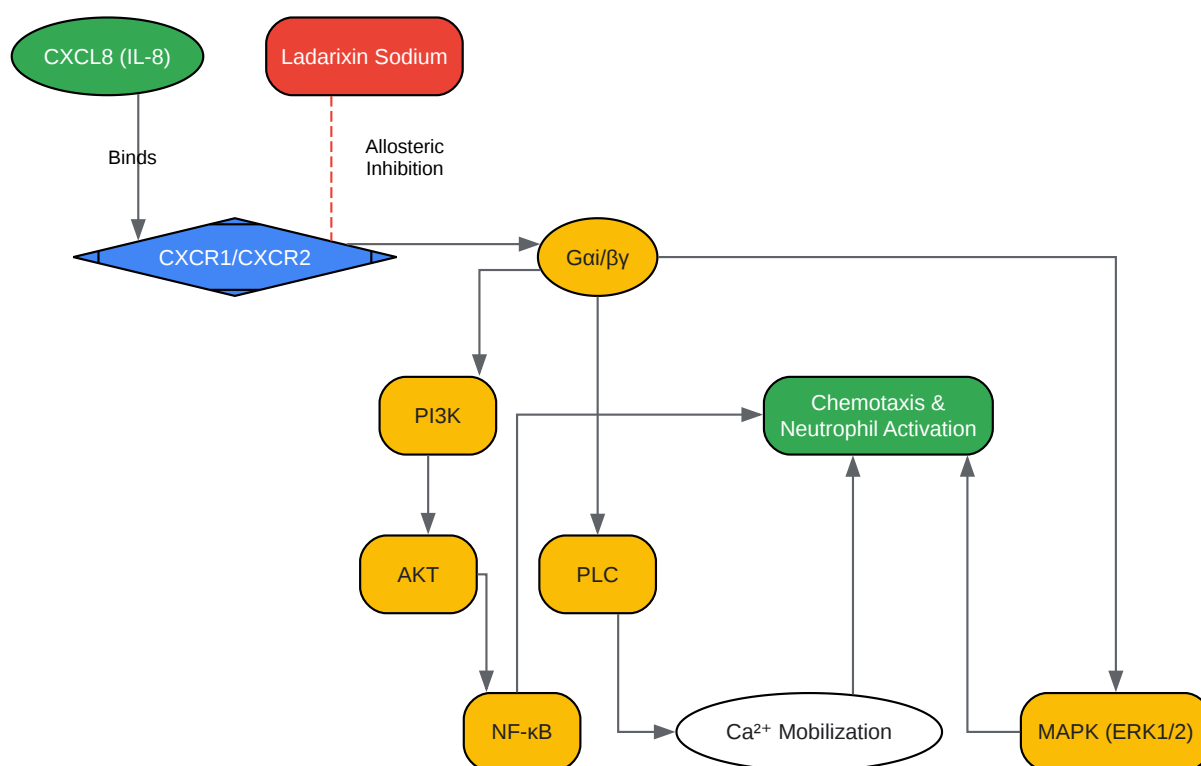 CXCL8 (IL-8)
Ladarixin Sodium
Binds
Allosteric
Inhibition
CXCR1/CXCR2
Gαi/βγ
PI3K
Chemotaxis &
Neutrophil Activation
AKT
PLC
NF-κB
Ca²⁺ Mobilization
MAPK (ERK1/2)